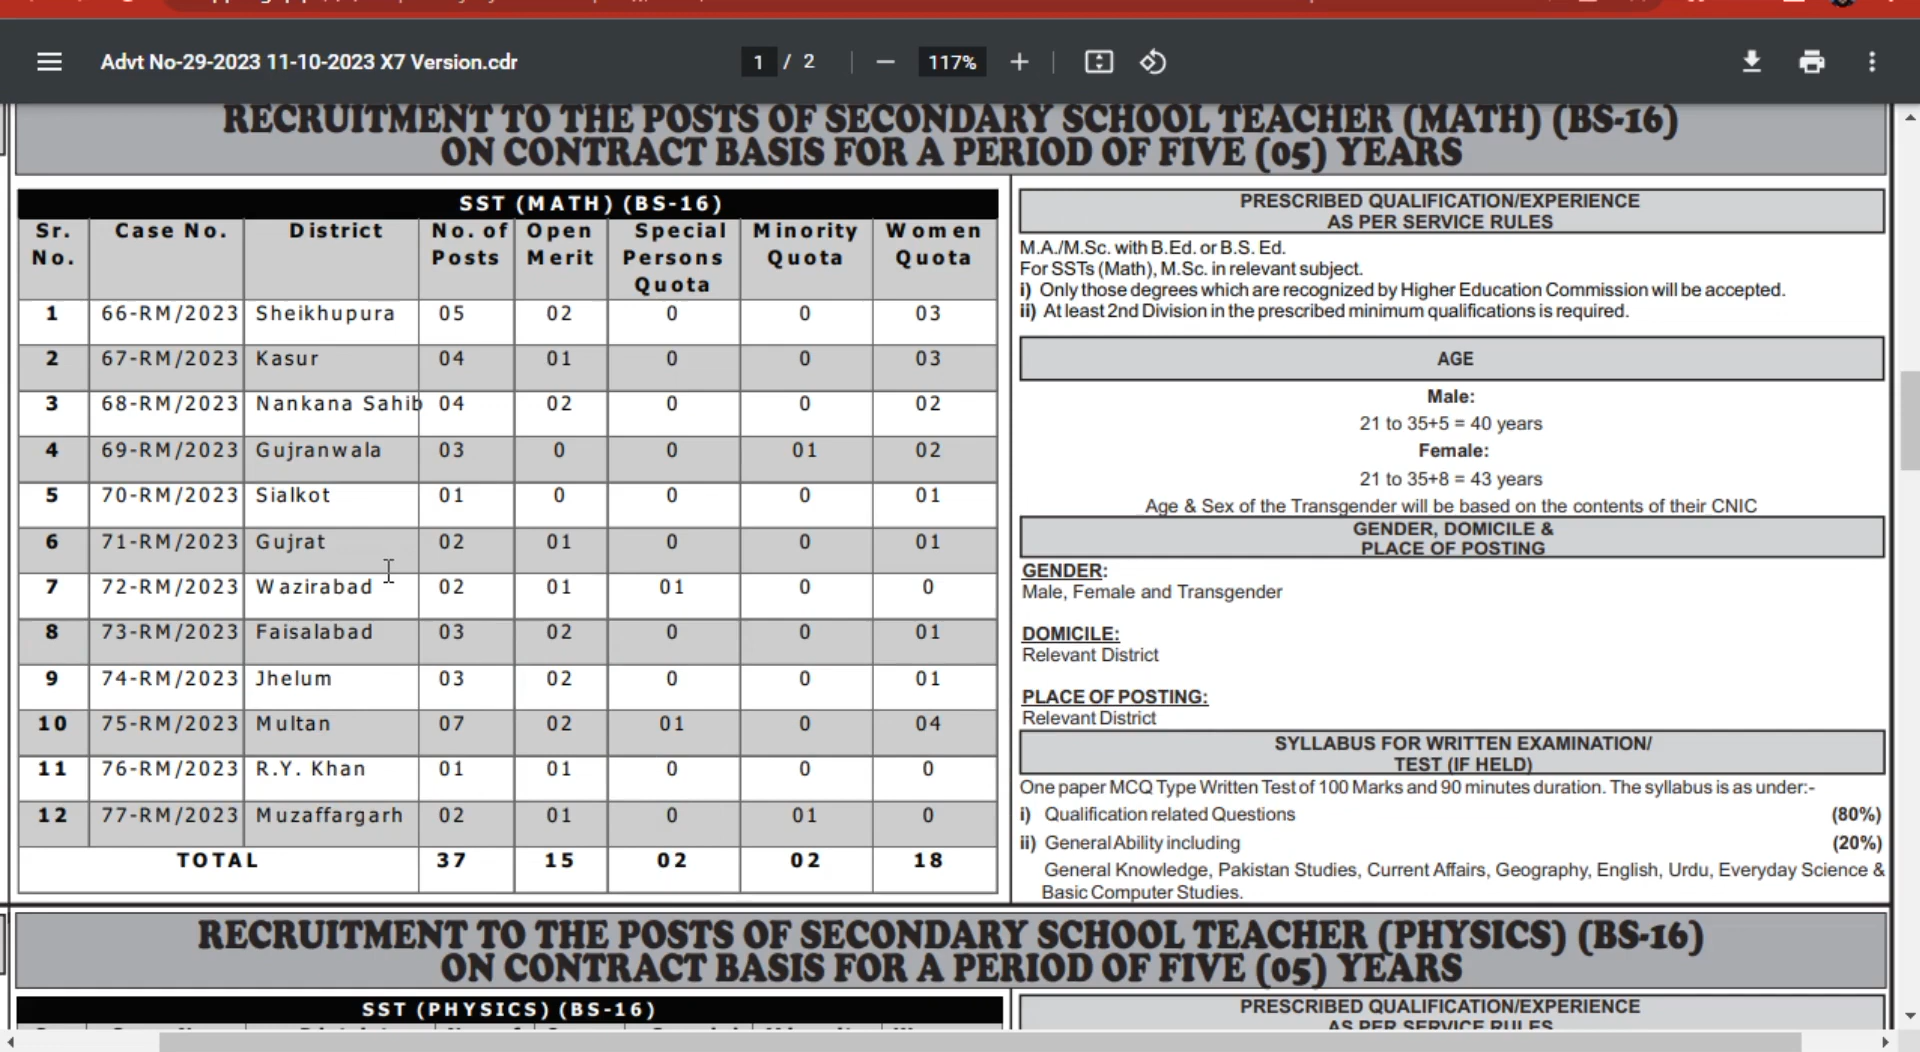 Advt No-29-2023 11-10-2023 X7 Version.cdr
1 / 2
117%
RECRUITMENT TO THE POSTS OF SECONDARY SCHOOL TEACHER (MATH) (BS-16)
ON CONTRACT BASIS FOR A PERIOD OF FIVE (05) YEARS
SST (MATH) (BS-16)
Sr. No. Case No. District No. of Posts Open Merit Special Persons Quota Minority Quota Women Quota
1 66-RM/2023 Sheikhupura 05 02 0 0 03
2 67-RM/2023 Kasur 04 01 0 0 03
3 68-RM/2023 Nankana Sahib 04 02 0 0 02
4 69-RM/2023 Gujranwala 03 0 0 01 02
5 70-RM/2023 Sialkot 01 0 0 0 01
6 71-RM/2023 Gujrat 02 01 0 0 01
7 72-RM/2023 Wazirabad 02 01 01 0 0
8 73-RM/2023 Faisalabad 03 02 0 0 01
9 74-RM/2023 Jhelum 03 02 0 0 01
10 75-RM/2023 Multan 07 02 01 0 04
11 76-RM/2023 R.Y. Khan 01 01 0 0 0
12 77-RM/2023 Muzaffargarh 02 01 0 01 0
TOTAL 37 15 02 02 18
PRESCRIBED QUALIFICATION/EXPERIENCE
AS PER SERVICE RULES
M.A./M.Sc. with B.Ed. or B.S. Ed.
For SSTs (Math), M.Sc. in relevant subject.
i) Only those degrees which are recognized by Higher Education Commission will be accepted.
ii) At least 2nd Division in the prescribed minimum qualifications is required.
AGE
Male:
21 to 35+5 = 40 years
Female:
21 to 35+8 = 43 years
Age & Sex of the Transgender will be based on the contents of their CNIC
GENDER, DOMICILE &
PLACE OF POSTING
GENDER:
Male, Female and Transgender
DOMICILE:
Relevant District
PLACE OF POSTING:
Relevant District
SYLLABUS FOR WRITTEN EXAMINATION/
TEST (IF HELD)
One paper MCQ Type Written Test of 100 Marks and 90 minutes duration. The syllabus is as under:-
i) Qualification related Questions (80%)
ii) General Ability including (20%)
General Knowledge, Pakistan Studies, Current Affairs, Geography, English, Urdu, Everyday Science &
Basic Computer Studies.
RECRUITMENT TO THE POSTS OF SECONDARY SCHOOL TEACHER (PHYSICS) (BS-16)
ON CONTRACT BASIS FOR A PERIOD OF FIVE (05) YEARS
SST (PHYSICS) (BS-16)
PRESCRIBED QUALIFICATION/EXPERIENCE
AS PER SERVICE RULES